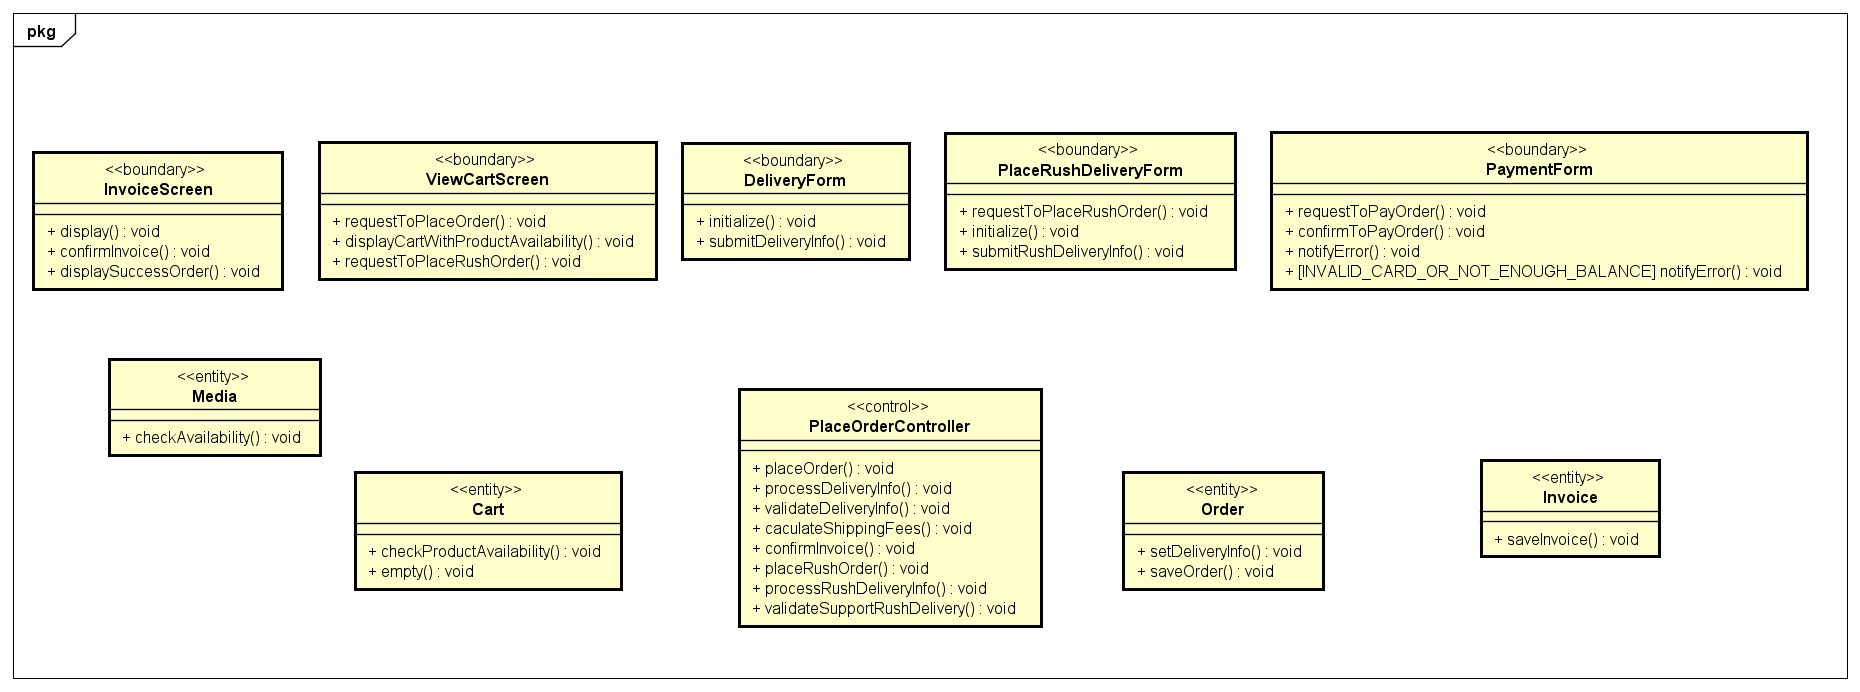 pkg
<<boundary>>
InvoiceScreen
+ display() : void
+ confirmInvoice() : void
+ displaySuccessOrder() : void
<<boundary>>
ViewCartScreen
+ requestToPlaceOrder() : void
+ displayCartWithProductAvailability() : void
+ requestToPlaceRushOrder() : void
<<boundary>>
DeliveryForm
+ initialize() : void
+ submitDeliveryInfo() : void
<<boundary>>
PlaceRushDeliveryForm
+ requestToPlaceRushOrder() : void
+ initialize() : void
+ submitRushDeliveryInfo() : void
<<boundary>>
PaymentForm
+ requestToPayOrder() : void
+ confirmToPayOrder() : void
+ notifyError() : void
+ [INVALID_CARD_OR_NOT_ENOUGH_BALANCE] notifyError() : void
<<entity>>
Media
+ checkAvailability() : void
<<entity>>
Cart
+ checkProductAvailability() : void
+ empty() : void
<<control>>
PlaceOrderController
+ placeOrder() : void
+ processDeliveryInfo() : void
+ validateDeliveryInfo() : void
+ caculateShippingFees() : void
+ confirmInvoice() : void
+ placeRushOrder() : void
+ processRushDeliveryInfo() : void
+ validateSupportRushDelivery() : void
<<entity>>
Order
+ setDeliveryInfo() : void
+ saveOrder() : void
<<entity>>
Invoice
+ saveInvoice() : void